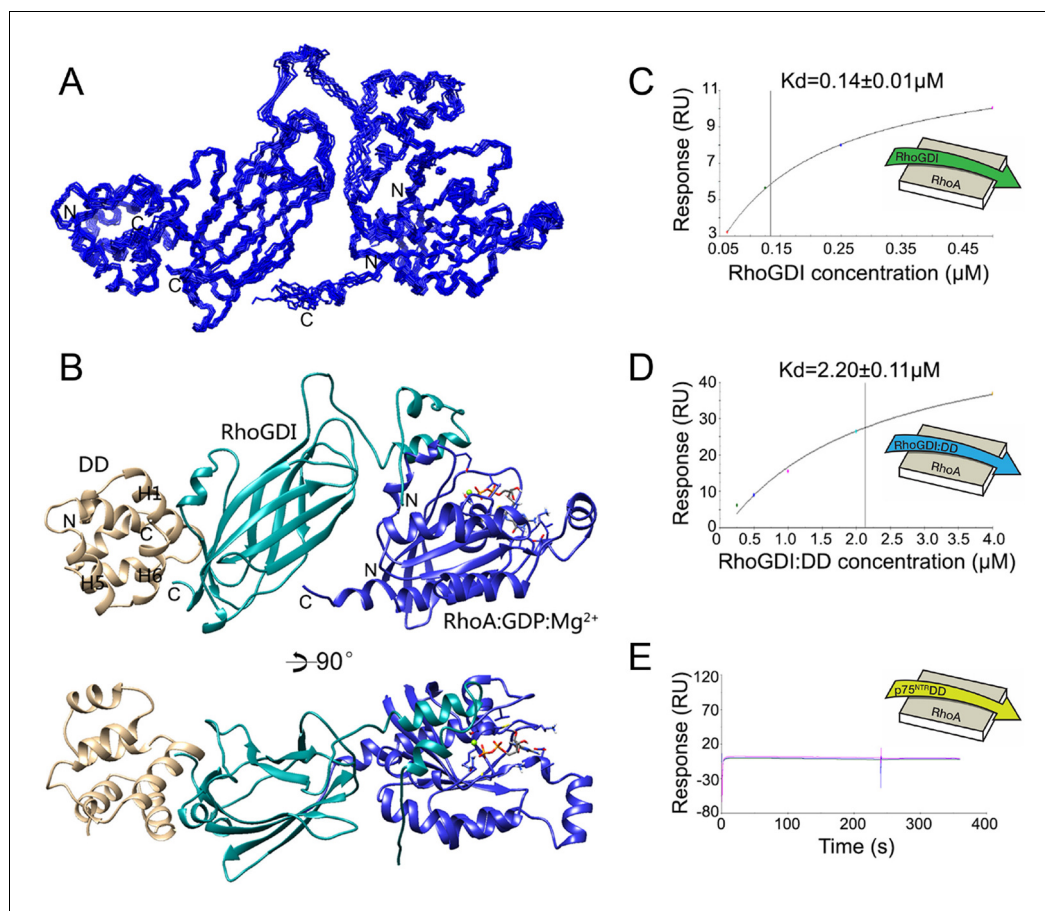 A
N
C
C
N
N
C
B
DD
RhoGDI
H1
N
C
H5
H6
C
N
N
C
RhoA:GDP:Mg²⁺
90°
C
Kd=0.14±0.01µM
11
9
7
5
3
Response (RU)
0.05
0.15
0.25
0.35
0.45
RhoGDI concentration (µM)
RhoGDI
RhoA
D
Kd=2.20±0.11µM
40
30
20
10
0
Response (RU)
0
0.5
1.0
1.5
2.0
2.5
3.0
3.5
4.0
RhoGDI:DD concentration (µM)
RhoGDI:DD
RhoA
E
120
70
20
-30
-80
Response (RU)
0
100
200
300
400
Time (s)
p75ᴺᵀᴿDD
RhoA